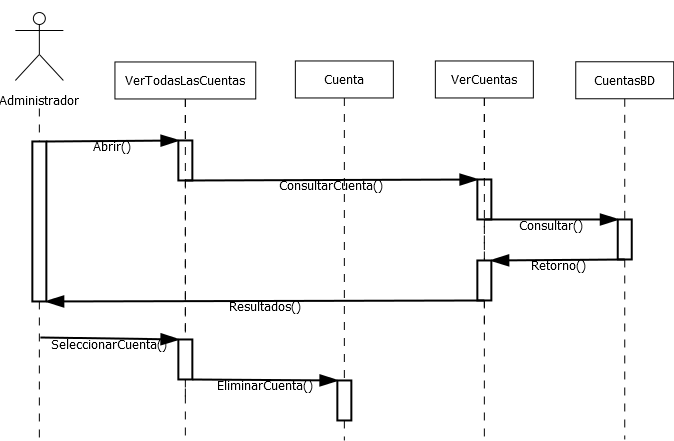 Administrador
VerTodasLasCuentas
Cuenta
VerCuentas
CuentasBD
Abrir()
ConsultarCuenta()
Consultar()
Retorno()
Resultados()
SeleccionarCuenta()
EliminarCuenta()